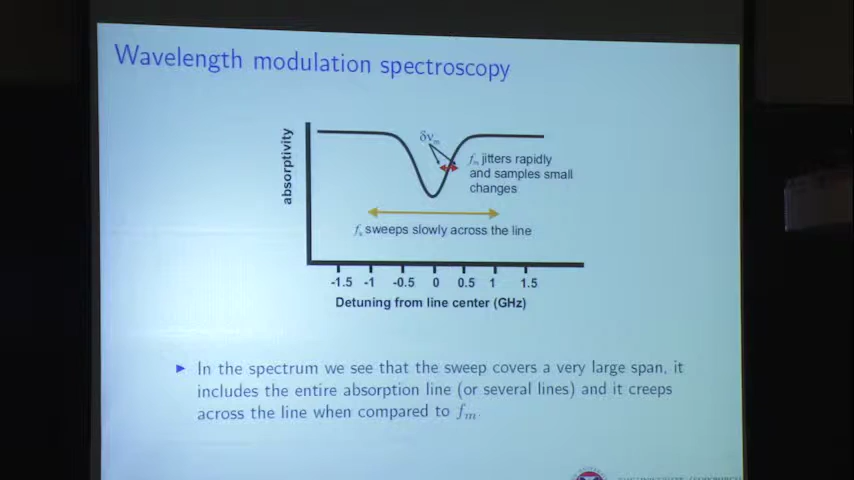 Wavelength modulation spectroscopy
absorptivity
δνₘ
fₘ jitters rapidly
and samples small
changes
fₛ sweeps slowly across the line
-1.5 -1 -0.5 0 0.5 1 1.5
Detuning from line center (GHz)
In the spectrum we see that the sweep covers a very large span, it
includes the entire absorption line (or several lines) and it creeps
across the line when compared to fₘ.